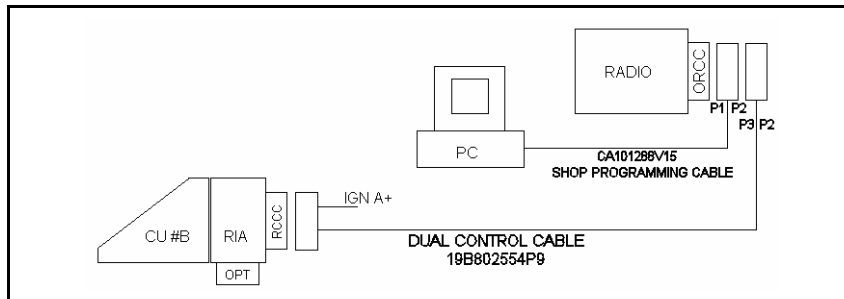 RADIO
ORCC
P1 P2
P3 P2
PC
CA101288V15
SHOP PROGRAMMING CABLE
IGN A+
CU #B
RIA
RCCC
OPT
DUAL CONTROL CABLE
19B802554P9